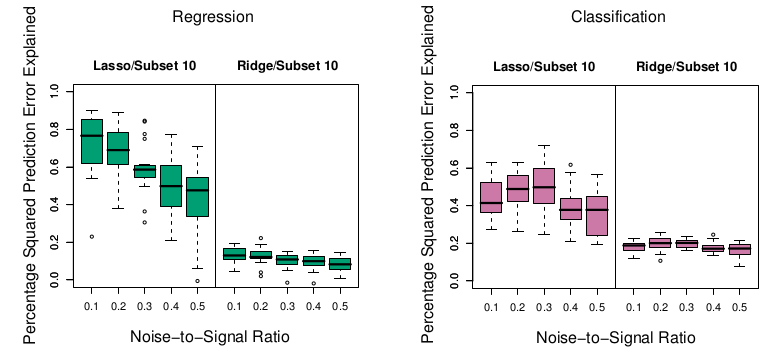 Regression
Percentage Squared Prediction Error Explained
Lasso/Subset 10
Ridge/Subset 10
1.0
0.8
0.6
0.4
0.2
0.0
0.1 0.2 0.3 0.4 0.5 0.1 0.2 0.3 0.4 0.5
Noise−to−Signal Ratio
Classification
Percentage Squared Prediction Error Explained
Lasso/Subset 10
Ridge/Subset 10
1.0
0.8
0.6
0.4
0.2
0.0
0.1 0.2 0.3 0.4 0.5 0.1 0.2 0.3 0.4 0.5
Noise−to−Signal Ratio